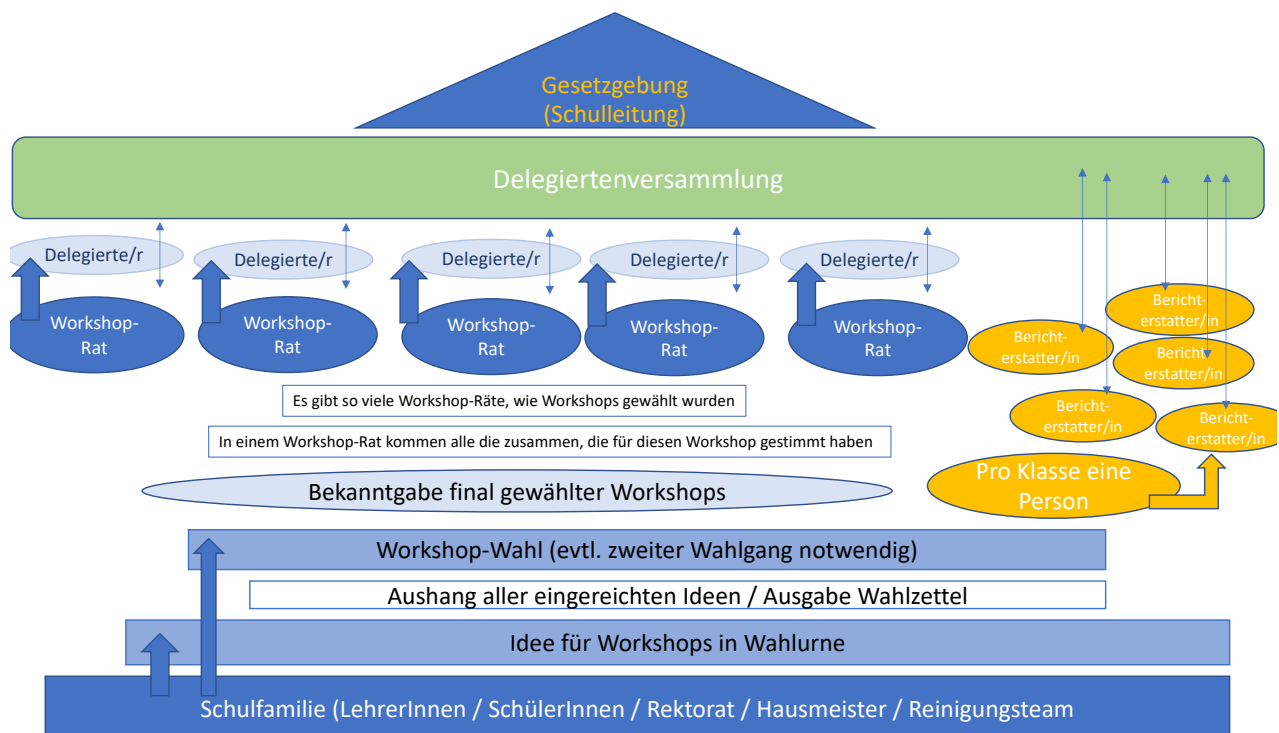 Gesetzgebung
(Schulleitung)
Delegiertenversammlung
Delegierte/r
Delegierte/r
Delegierte/r
Delegierte/r
Delegierte/r
Workshop-
Rat
Workshop-
Rat
Workshop-
Rat
Workshop-
Rat
Workshop-
Rat
Bericht-
erstatter/in
Bericht-
erstatter/in
Bericht-
erstatter/in
Bericht-
erstatter/in
Bericht-
erstatter/in
Es gibt so viele Workshop-Räte, wie Workshops gewählt wurden
In einem Workshop-Rat kommen alle die zusammen, die für diesen Workshop gestimmt haben
Pro Klasse eine
Person
Bekanntgabe final gewählter Workshops
Workshop-Wahl (evtl. zweiter Wahlgang notwendig)
Aushang aller eingereichten Ideen / Ausgabe Wahlzettel
Idee für Workshops in Wahlurne
Schulfamilie (LehrerInnen / SchülerInnen / Rektorat / Hausmeister / Reinigungsteam